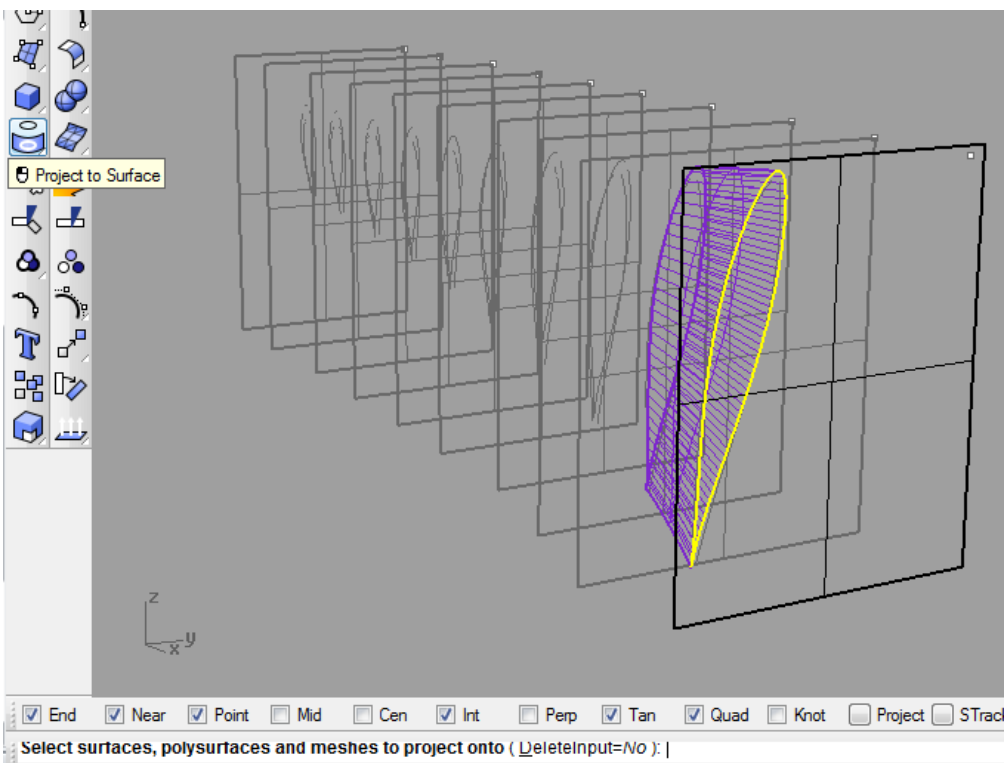 Project to Surface
z
y
x
End Near Point Mid Cen Int Perp Tan Quad Knot Project STrack
Select surfaces, polysurfaces and meshes to project onto ( DeleteInput=No ):